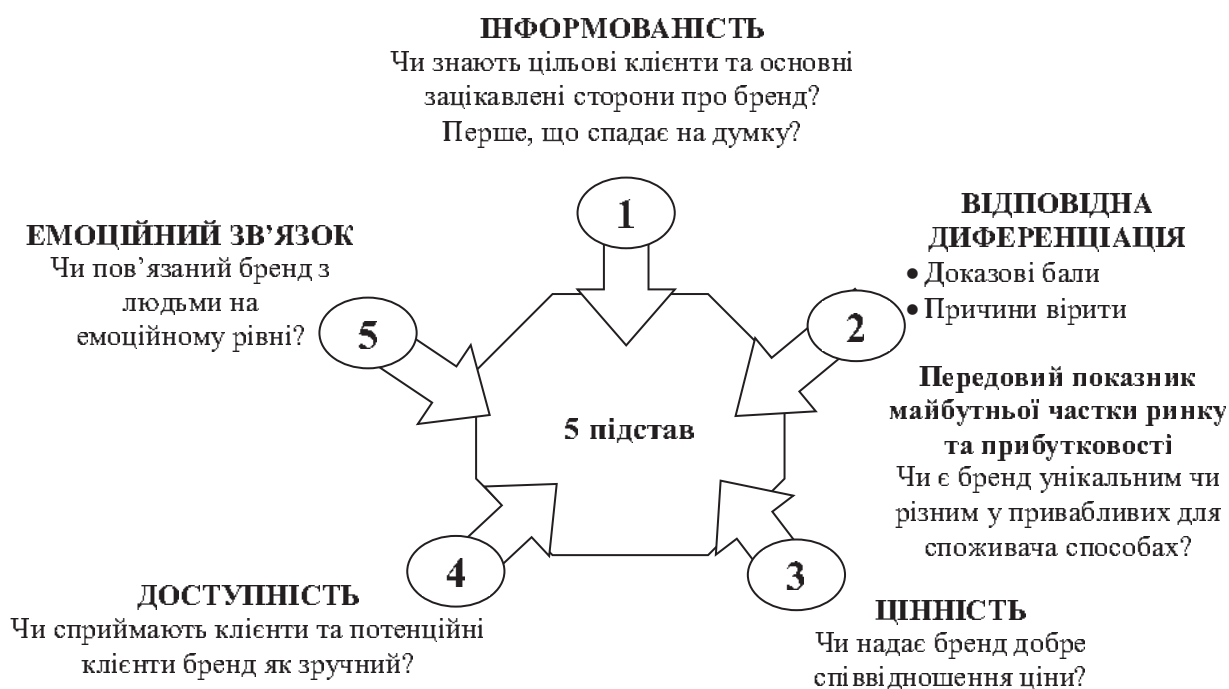 ІНФОРМОВАНІСТЬ
Чи знають цільові клієнти та основні
зацікавлені сторони про бренд?
Перше, що спадає на думку?
1
ВІДПОВІДНА
ДИФЕРЕНЦІАЦІЯ
• Доказові бали
• Причини вірити
2
Передовий показник
майбутньої частки ринку
та прибутковості
Чи є бренд унікальним чи
різним у привабливих для
споживача способах?
3
ЦІННІСТЬ
Чи надає бренд добре
співвідношення ціни?
4
ДОСТУПНІСТЬ
Чи сприймають клієнти та потенційні
клієнти бренд як зручний?
5
ЕМОЦІЙНИЙ ЗВ’ЯЗОК
Чи пов’язаний бренд з
людьми на
емоційному рівні?
5 підстав